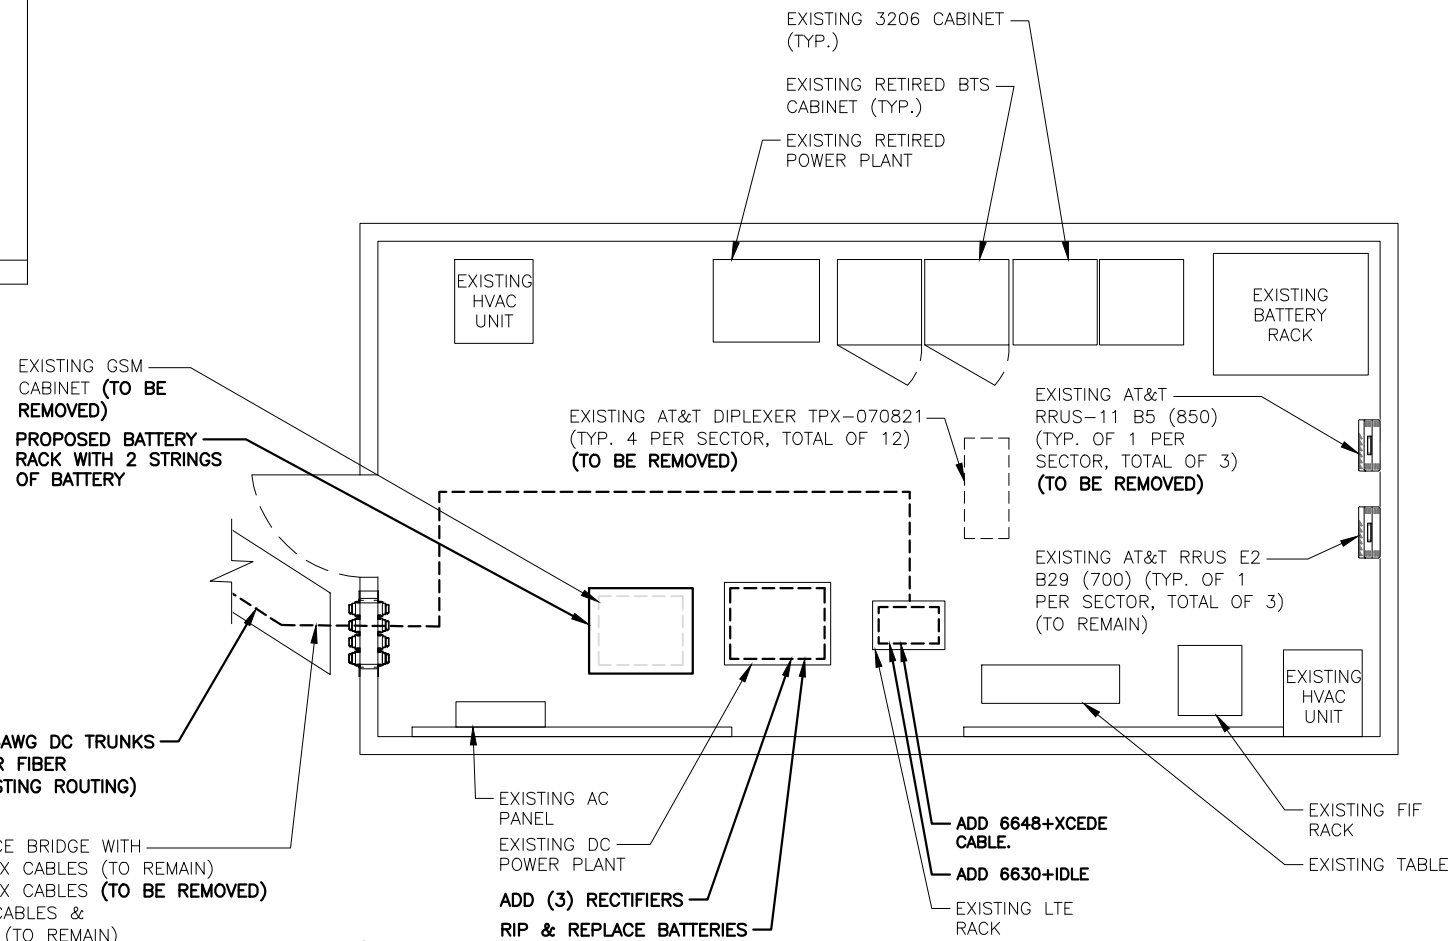 EXISTING 3206 CABINET
(TYP.)
EXISTING RETIRED BTS
CABINET (TYP.)
EXISTING RETIRED
POWER PLANT
EXISTING
HVAC
UNIT
EXISTING
BATTERY
RACK
EXISTING GSM
CABINET (TO BE
REMOVED)
PROPOSED BATTERY
RACK WITH 2 STRINGS
OF BATTERY
EXISTING AT&T DIPLEXER TPX-070821
(TYP. 4 PER SECTOR, TOTAL OF 12)
(TO BE REMOVED)
EXISTING AT&T
RRUS-11 B5 (850)
(TYP. OF 1 PER
SECTOR, TOTAL OF 3)
(TO BE REMOVED)
EXISTING AT&T RRUS E2
B29 (700) (TYP. OF 1
PER SECTOR, TOTAL OF 3)
(TO REMAIN)
EXISTING
HVAC
UNIT
AWG DC TRUNKS
FIBER
ROUTING)
BRIDGE WITH
CABLES (TO REMAIN)
CABLES (TO BE REMOVED)
CABLES &
(TO REMAIN)
EXISTING AC
PANEL
EXISTING DC
POWER PLANT
ADD (3) RECTIFIERS
RIP & REPLACE BATTERIES
ADD 6648+XCEDE
CABLE.
ADD 6630+IDLE
EXISTING LTE
RACK
EXISTING FIF
RACK
EXISTING TABLE